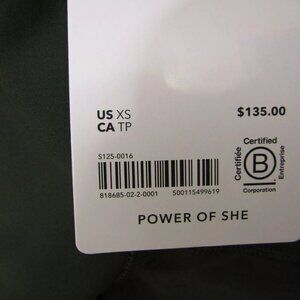 US XS
CA TP
$135.00
S125-0016
818685-02-2-0001 500115499619
Certified
Certifiée
B
Entreprise
Corporation
POWER OF SHE